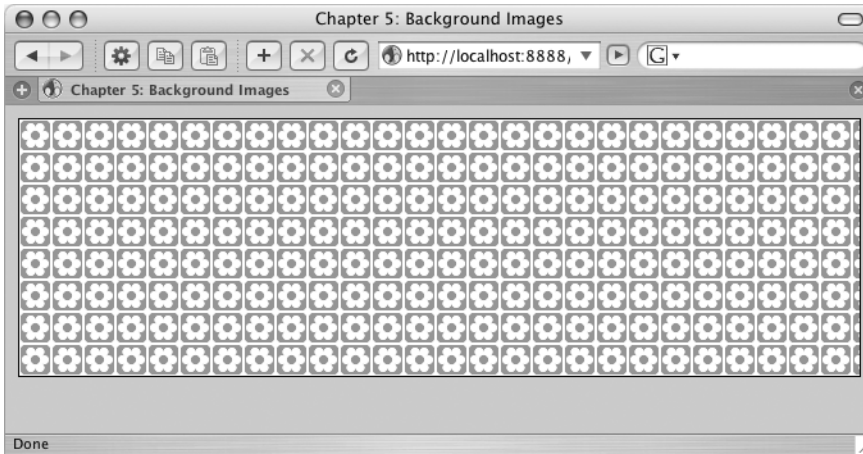 Chapter 5: Background Images
http://localhost:8888/
G
Chapter 5: Background Images
Done